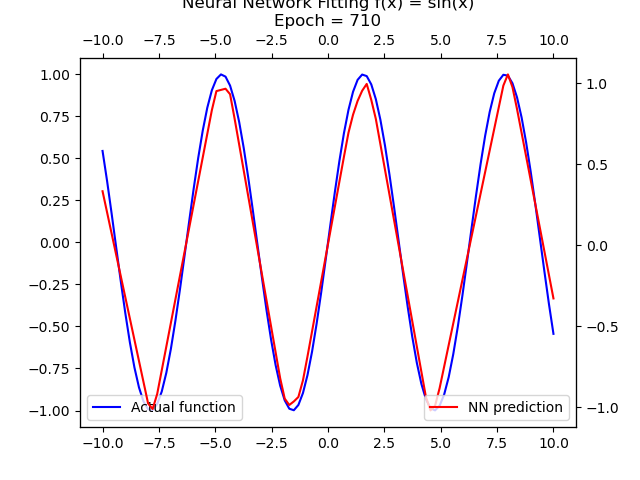 Neural Network Fitting f(x) = sin(x)
Epoch = 710
−10.0 −7.5 −5.0 −2.5 0.0 2.5 5.0 7.5 10.0
1.00
0.75
0.50
0.25
0.00
−0.25
−0.50
−0.75
−1.00
1.0
0.5
0.0
−0.5
−1.0
Actual function
NN prediction
−10.0 −7.5 −5.0 −2.5 0.0 2.5 5.0 7.5 10.0